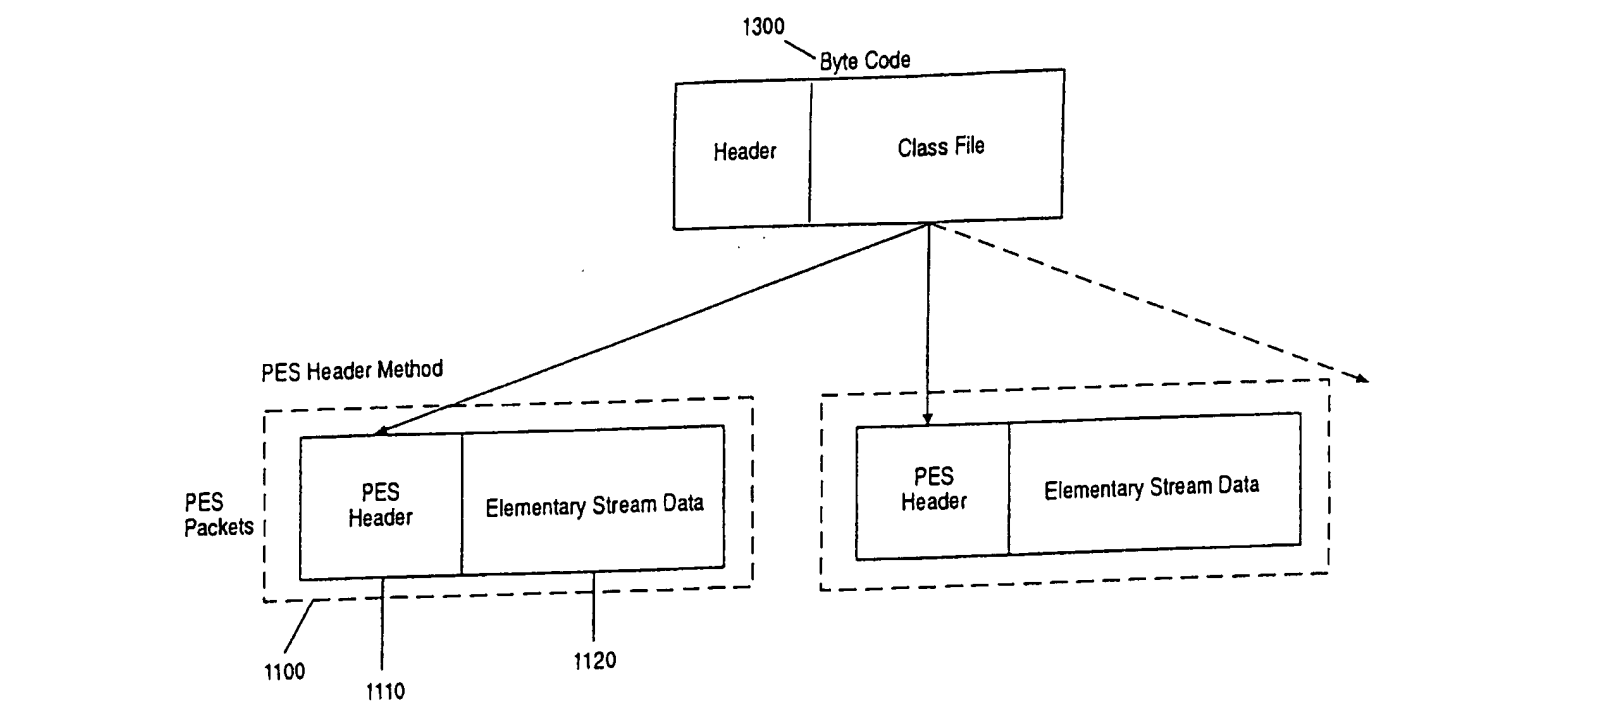 1300
Byte Code
Header
Class File
PES Header Method
PES
Packets
PES
Header
Elementary Stream Data
PES
Header
Elementary Stream Data
1100
1110
1120